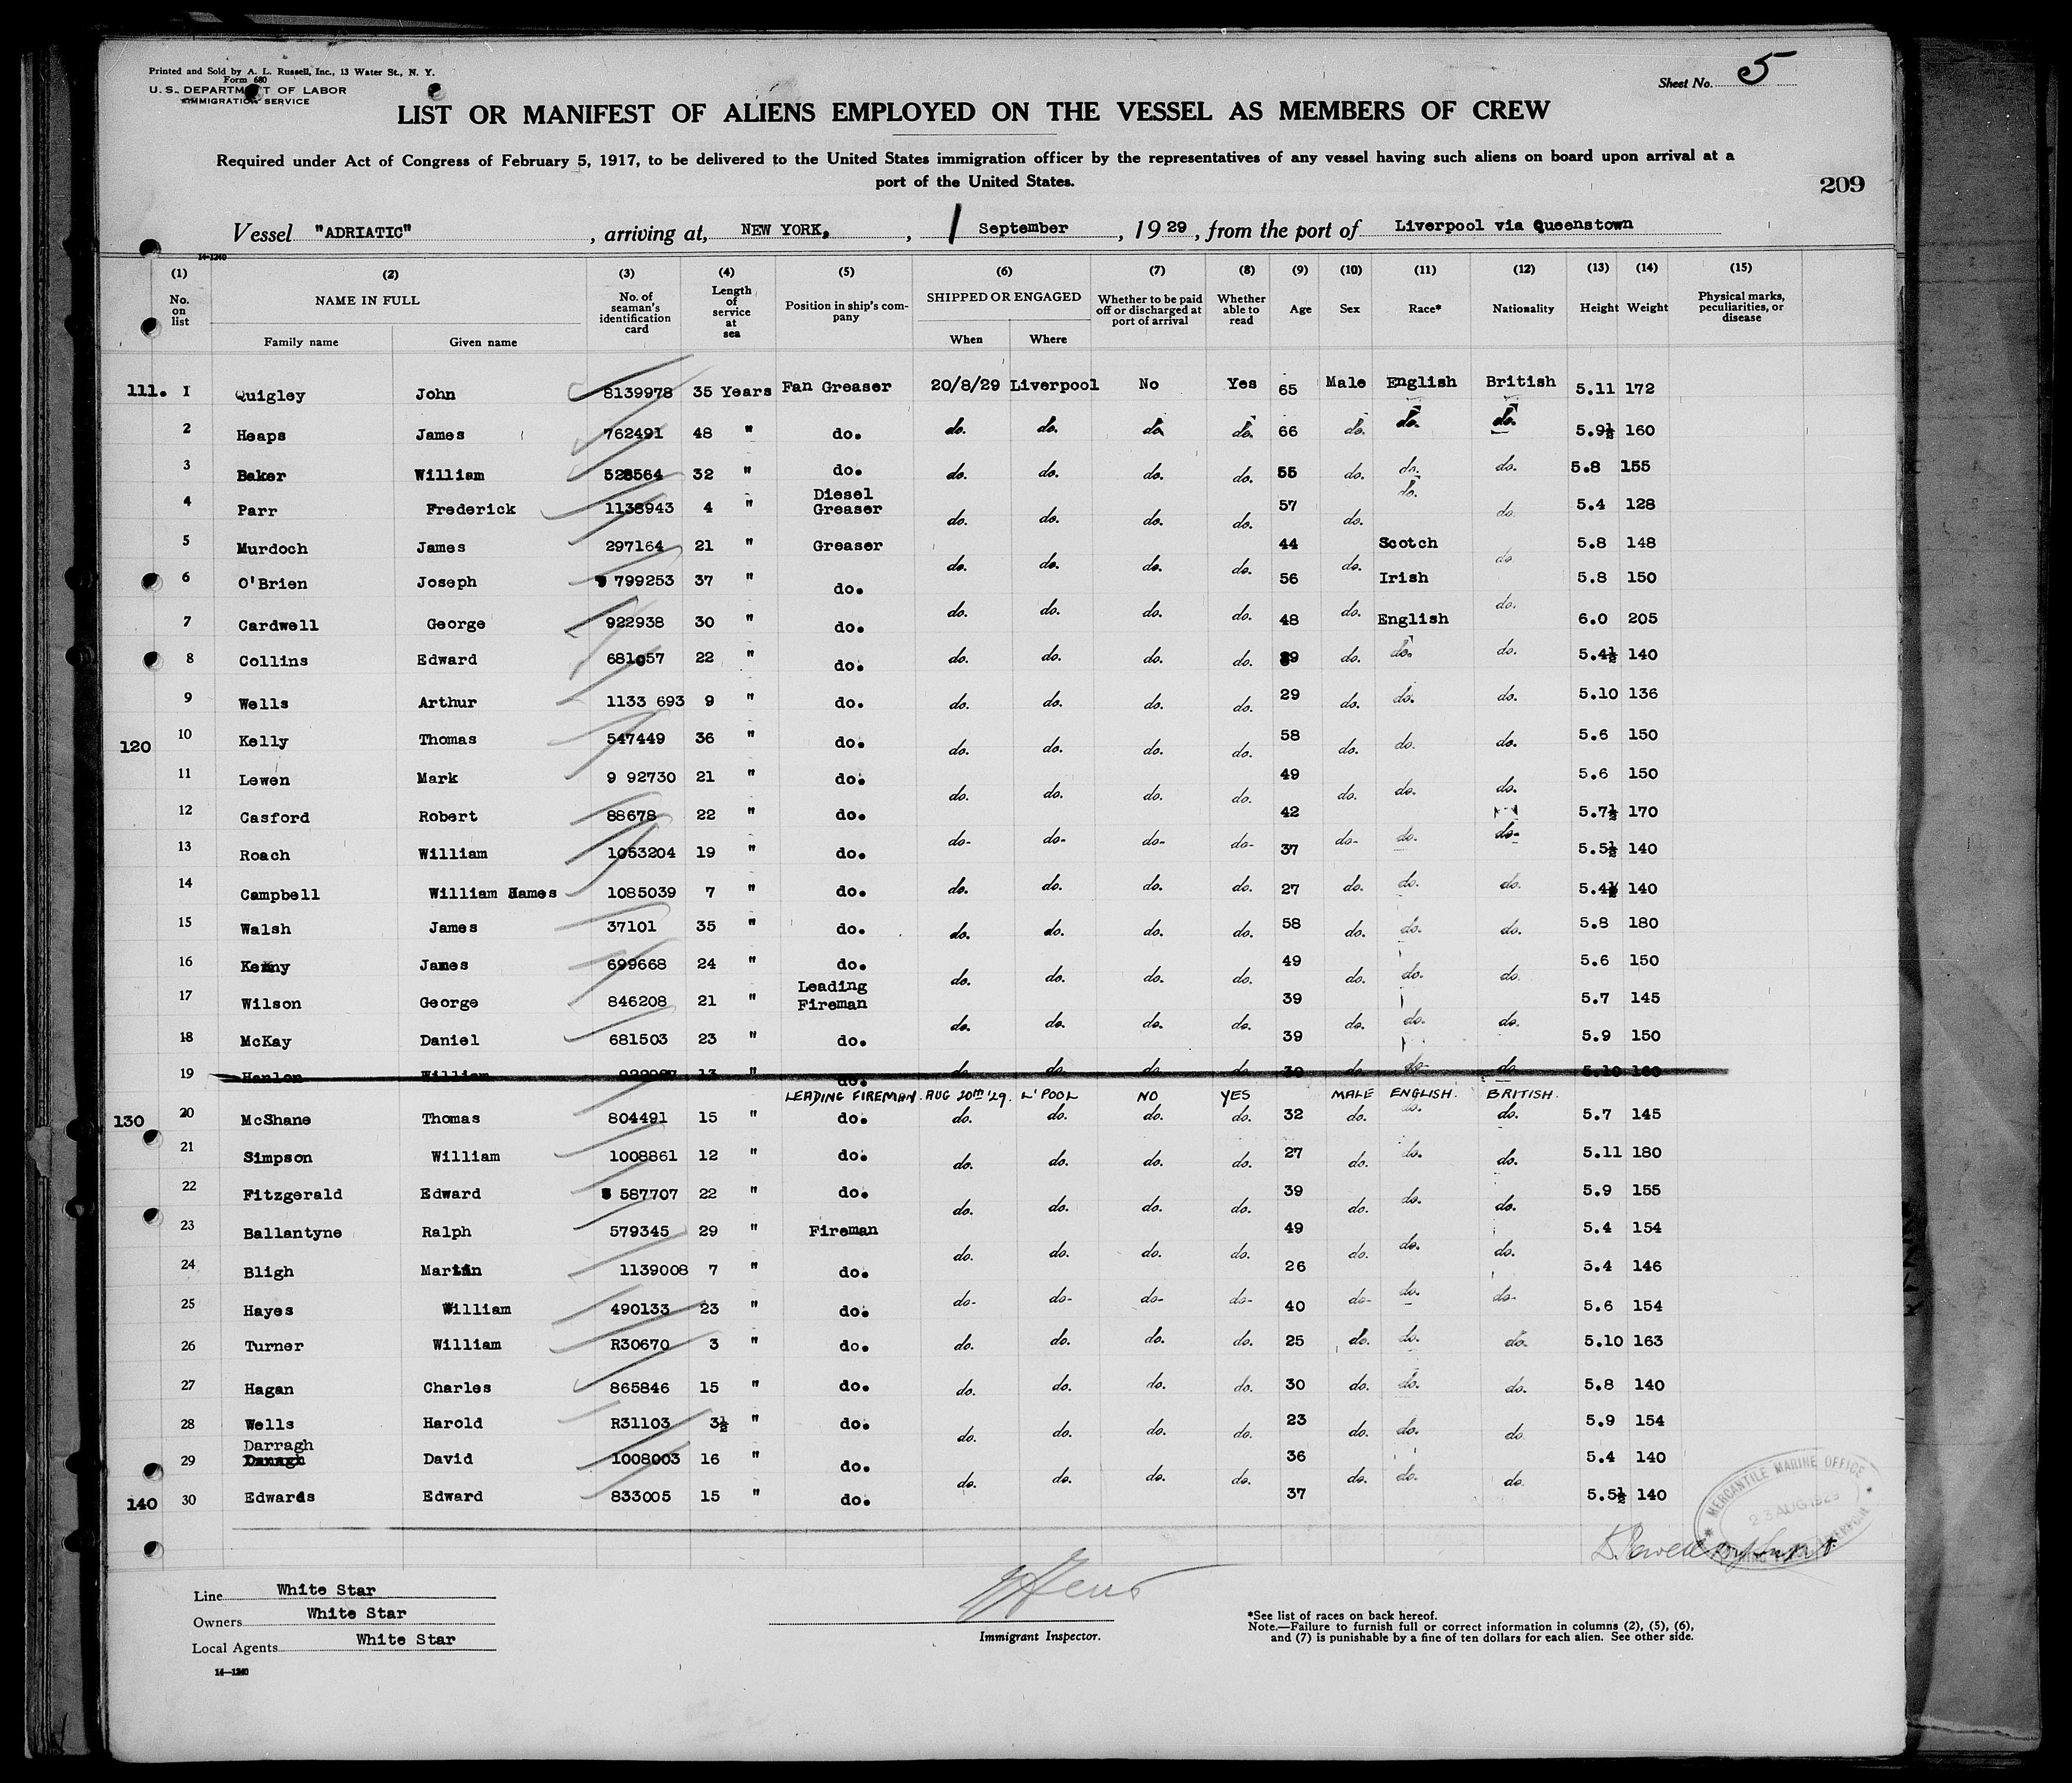 Printed and Sold by A. L. Russell, Inc., 13 Water St., N. Y.
Form 680
U. S. DEPARTMENT OF LABOR
IMMIGRATION SERVICE
Sheet No. 5
LIST OR MANIFEST OF ALIENS EMPLOYED ON THE VESSEL AS MEMBERS OF CREW
Required under Act of Congress of February 5, 1917, to be delivered to the United States immigration officer by the representatives of any vessel having such aliens on board upon arrival at a
port of the United States.
209
Vessel "ADRIATIC", arriving at, NEW YORK, 1 September, 1929, from the port of Liverpool via Queenstown
14-1240
(1) (2) (3) (4) (5) (6) (7) (8) (9) (10) (11) (12) (13) (14) (15)
No. on list NAME IN FULL Family name Given name No. of seaman's identification card Length of service at sea Position in ship's company SHIPPED OR ENGAGED When Where Whether to be paid off or discharged at port of arrival Whether able to read Age Sex Race* Nationality Height Weight Physical marks, peculiarities, or disease
111. 1 Quigley John 8139978 35 Years Fan Greaser 20/8/29 Liverpool No Yes 65 Male English British 5.11 172
2 Heaps James 762491 48 " do. do. do. do. do. 66 do. do. do. 5.9½ 160
3 Baker William 528564 32 " do. do. do. do. do. 55 do. do. do. 5.8 155
4 Parr Frederick 1138943 4 " Diesel Greaser do. do. do. do. 57 do. do. do. 5.4 128
5 Murdoch James 297164 21 " Greaser do. do. do. do. 44 do. Scotch do 5.8 148
6 O'Brien Joseph 799253 37 " do. do. do. do. do. 56 do. Irish do. 5.8 150
7 Cardwell George 922938 30 " do. do. do. do. do. 48 do. English do. 6.0 205
8 Collins Edward 681057 22 " do. do. do. do. do. 39 do. do. do. 5.4½ 140
9 Wells Arthur 1133 693 9 " do. do. do. do. do. 29 do. do. do. 5.10 136
120 10 Kelly Thomas 547449 36 " do. do. do. do. do. 58 do. do. do. 5.6 150
11 Lewen Mark 9 92730 21 " do. do. do. do. do. 49 do. do. do. 5.6 150
12 Casford Robert 88678 22 " do. do- do- do- do- 42 do- do. do- 5.7½ 170
13 Roach William 1053204 19 " do. 37 5.5½ 140
14 Campbell William James 1085039 7 " do. do. do. do. do. 27 do. do. do. 5.4½ 140
15 Walsh James 37101 35 " do. do. do. do. do. 58 do. do. do. 5.8 180
16 Kenny James 699668 24 " do. do. do. do. do. 49 do. do. do. 5.6 150
17 Wilson George 846208 21 " Leading Fireman do. do. do. do. 39 do. do. do. 5.7 145
18 McKay Daniel 681503 23 " do. 39 5.9 150
19 Hanlon William 13 " do. do. do. do. do. 39 do. do. do. 5.10 160
LEADING FIREMAN. AUG 20th '29. L'POOL NO YES MALE ENGLISH. BRITISH.
130 20 McShane Thomas 804491 15 " do. do. do. do. do. 32 do. do. do. 5.7 145
21 Simpson William 1008861 12 " do. do. do. do. do. 27 do. do. do. 5.11 180
22 Fitzgerald Edward 587707 22 " do. do. do. do. do. 39 do. do. do. 5.9 155
23 Ballantyne Ralph 579345 29 " Fireman do. do. do. do. 49 do. do. do. 5.4 154
24 Bligh Martin 1139008 7 " do. do- do- do- do- 26 do- do. do- 5.4 146
25 Hayes William 490133 23 " do. 40 5.6 154
26 Turner William R30670 3 " do. do. do. do. do. 25 do. do. do. 5.10 163
27 Hagan Charles 865846 15 " do. do. do. do. do. 30 do. do. do. 5.8 140
28 Wells Harold R31103 3½ " do. do. do. do. do. 23 do. do. do 5.9 154
Darragh
29 David 1008003 16 " do. do. do. do. do. 36 do. do. do 5.4 140
140 30 Edwards Edward 833005 15 " do. 37 5.5½ 140
MERCANTILE MARINE OFFICE
23 AUG 1929
Line White Star
Owners White Star
Local Agents White Star
14-1240
Immigrant Inspector.
*See list of races on back hereof.
Note.—Failure to furnish full or correct information in columns (2), (5), (6),
and (7) is punishable by a fine of ten dollars for each alien. See other side.